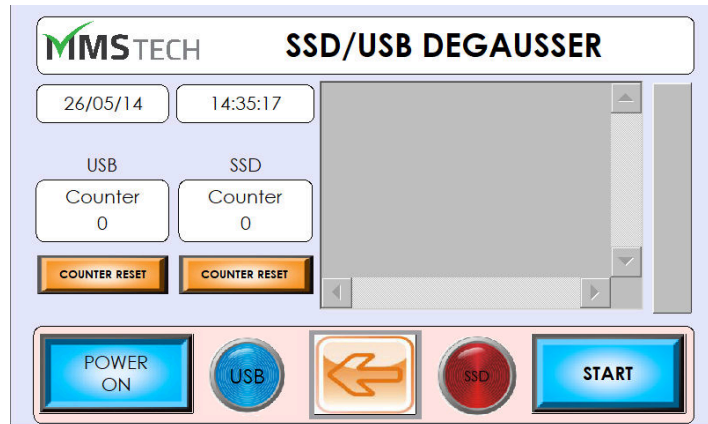 MMSTECH SSD/USB DEGAUSSER
26/05/14 14:35:17
USB SSD
Counter Counter
0 0
COUNTER RESET COUNTER RESET
POWER
ON
USB
SSD
START